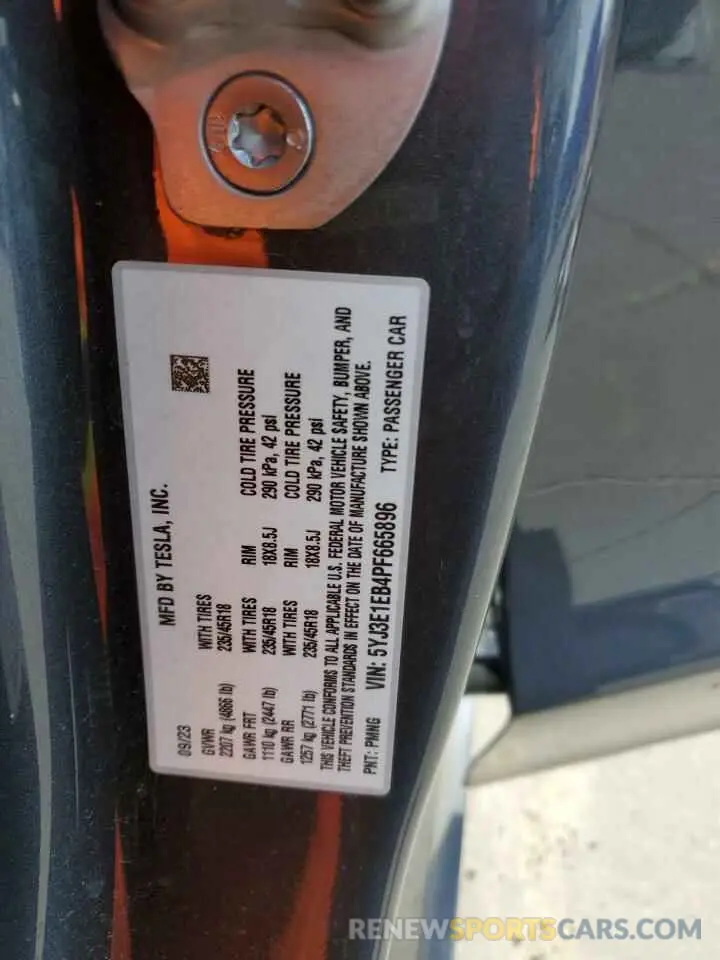 MFD BY TESLA, INC.
09/23
GVWR WITH TIRES
2207 kg (4866 lb) 235/45R18
GAWR FRT WITH TIRES RIM COLD TIRE PRESSURE
1110 kg (2447 lb) 235/45R18 18X8.5J 290 kPa, 42 psi
GAWR RR WITH TIRES RIM COLD TIRE PRESSURE
1257 kg (2771 lb) 235/45R18 18X8.5J 290 kPa, 42 psi
THIS VEHICLE CONFORMS TO ALL APPLICABLE U.S. FEDERAL MOTOR VEHICLE SAFETY, BUMPER, AND
THEFT PREVENTION STANDARDS IN EFFECT ON THE DATE OF MANUFACTURE SHOWN ABOVE.
PNT: PMNG VIN: 5YJ3E1EB4PF665896 TYPE: PASSENGER CAR
RENEWSPORTSCARS.COM